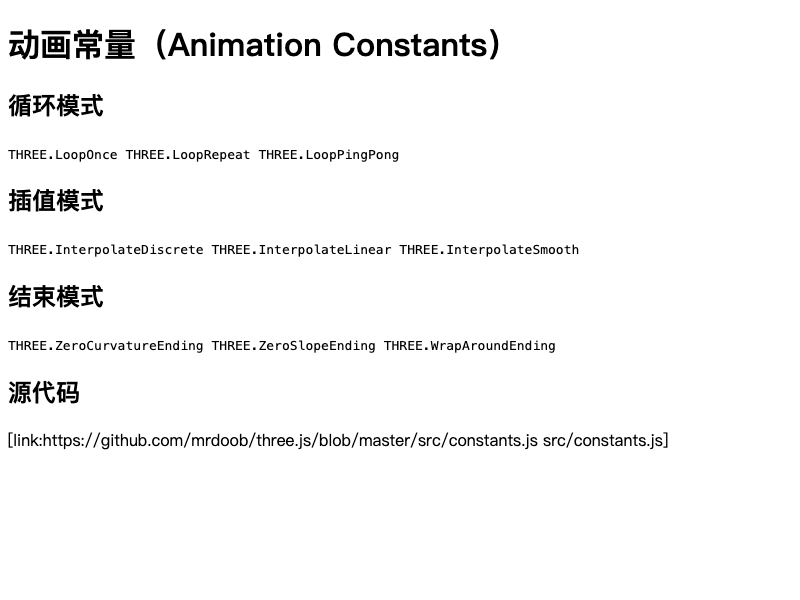 动画常量（Animation Constants）
循环模式
THREE.LoopOnce THREE.LoopRepeat THREE.LoopPingPong
插值模式
THREE.InterpolateDiscrete THREE.InterpolateLinear THREE.InterpolateSmooth
结束模式
THREE.ZeroCurvatureEnding THREE.ZeroSlopeEnding THREE.WrapAroundEnding
源代码
[link:https://github.com/mrdoob/three.js/blob/master/src/constants.js src/constants.js]